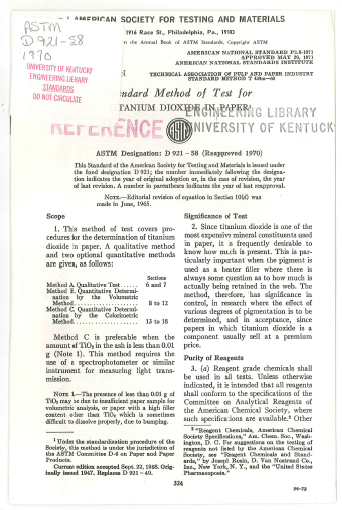 AMERICAN SOCIETY FOR TESTING AND MATERIALS
ASTM
D 921-58
1970
1916 Race St., Philadelphia, Pa., 19103
in the Annual Book of ASTM Standards, Copyright ASTM
AMERICAN NATIONAL STANDARD
APPROVED MAY 20, 1971
AMERICAN NATIONAL STANDARDS INSTITUTE
UNIVERSITY OF KENTUCKY
ENGINEERING LIBRARY
STANDARDS
DO NOT CIRCULATE
TECHNICAL ASSOCIATION OF PULP AND PAPER INDUSTRY
STANDARD METHOD T
ndard Method of Test for
TANIUM DIOXIDE IN PAPER
ENGINEERING LIBRARY
REFERENCE
UNIVERSITY OF KENTUCK
ASTM Designation: D 921 – 58 (Reapproved 1970)
This Standard of the American Society for Testing and Materials is issued under
the fixed designation D 921; the number immediately following the designa-
tion indicates the year of original adoption or, in the case of revision, the year
of last revision. A number in parentheses indicates the year of last reapproval.
NOTE.—Editorial revision of equation in Section 10(d) was
made in June, 1965.
Scope
1. This method of test covers pro-
cedures for the determination of titanium
dioxide in paper. A qualitative method
and two optional quantitative methods
are given, as follows:
Sections
Method A. Qualitative Test..... 6 and 7
Method B. Quantitative Determi-
nation by the Volumetric
Method..................... 8 to 12
Method C. Quantitative Determi-
nation by the Colorimetric
Method..................... 13 to 18
Method C is preferable when the
amount of TiO2 in the ash is less than 0.01
g (Note 1). This method requires the
use of a spectrophotometer or similar
instrument for measuring light trans-
mission.
NOTE 1.—The presence of less than 0.01 g of
TiO2 may be due to insufficient paper sample for
volumetric analysis, or paper with a high filler
content other than TiO2 which is sometimes
difficult to dissolve properly, due to bumping.
1 Under the standardization procedure of the
Society, this method is under the jurisdiction of
the ASTM Committee D-6 on Paper and Paper
Products.
Current edition accepted Sept. 22, 1958. Orig-
inally issued 1947. Replaces D 921 – 49.
Significance of Test
2. Since titanium dioxide is one of the
most expensive mineral constituents used
in paper, it is frequently desirable to
know how much is present. This is par-
ticularly important when the pigment is
used as a beater filler where there is
always some question as to how much is
actually being retained in the web. The
method, therefore, has significance in
control, in research where the effect of
various degrees of pigmentation is to be
determined, and in acceptance, since
papers in which titanium dioxide is a
component usually sell at a premium
price.
Purity of Reagents
3. (a) Reagent grade chemicals shall
be used in all tests. Unless otherwise
indicated, it is intended that all reagents
shall conform to the specifications of the
Committee on Analytical Reagents of
the American Chemical Society, where
such specifications are available.2 Other
2 "Reagent Chemicals, American Chemical
Society Specifications," Am. Chem. Soc., Wash-
ington, D. C. For suggestions on the testing of
reagents not listed by the American Chemical
Society, see "Reagent Chemicals and Stand-
ards," by Joseph Rosin, D. Van Nostrand Co.,
Inc., New York, N. Y., and the "United States
Pharmacopoeia."
324